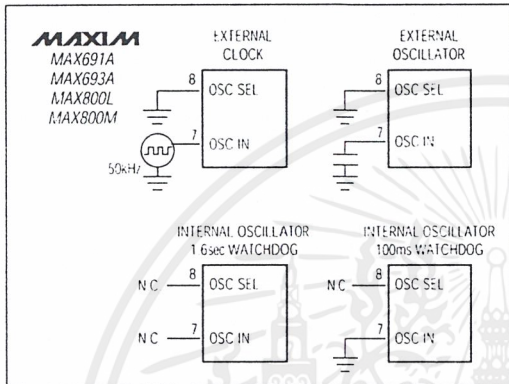 MAXIM
MAX691A
MAX693A
MAX800L
MAX800M
EXTERNAL
CLOCK
8
OSC SEL
7
OSC IN
50kHz
EXTERNAL
OSCILLATOR
8
OSC SEL
7
OSC IN
INTERNAL OSCILLATOR
1 6sec WATCHDOG
N C
8
OSC SEL
N C
7
OSC IN
INTERNAL OSCILLATOR
100ms WATCHDOG
N C
8
OSC SEL
7
OSC IN